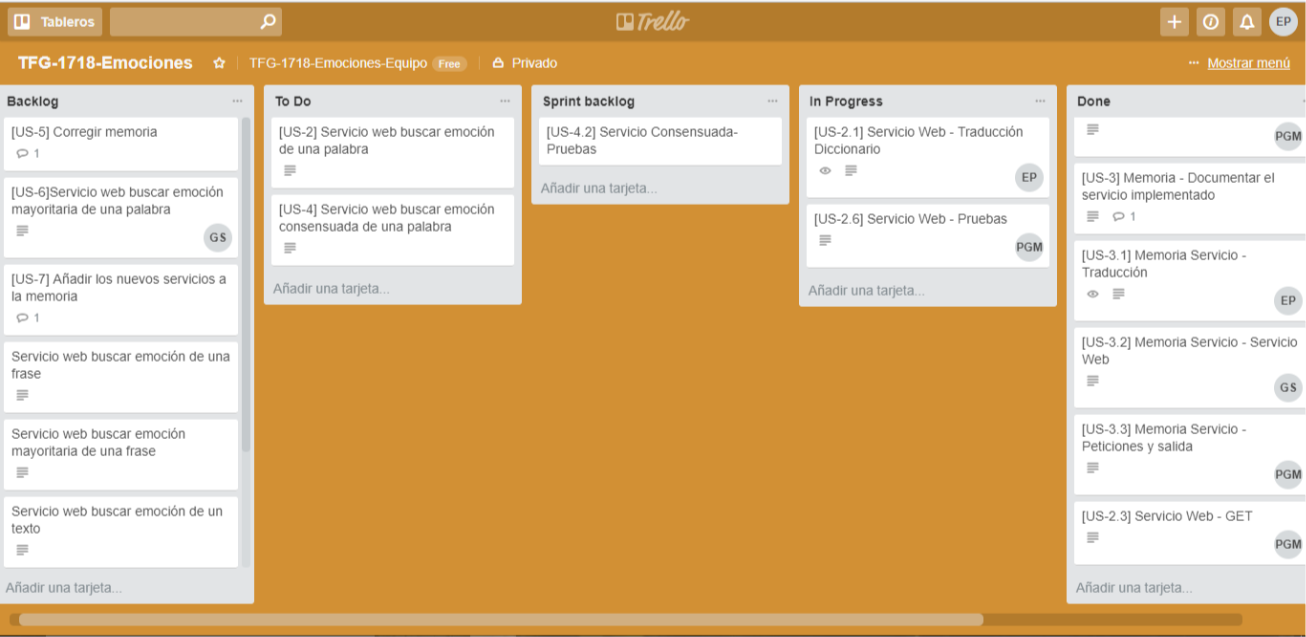 Tableros
Trello
EP
TFG-1718-Emociones
TFG-1718-Emociones-Equipo Free
Privado
··· Mostrar menú
Backlog
[US-5] Corregir memoria
1
[US-6]Servicio web buscar emoción
mayoritaria de una palabra
GS
[US-7] Añadir los nuevos servicios a
la memoria
1
Servicio web buscar emoción de una
frase
Servicio web buscar emoción
mayoritaria de una frase
Servicio web buscar emoción de un
texto
Añadir una tarjeta...
To Do
[US-2] Servicio web buscar emoción
de una palabra
[US-4] Servicio web buscar emoción
consensuada de una palabra
Añadir una tarjeta...
Sprint backlog
[US-4.2] Servicio Consensuada-
Pruebas
Añadir una tarjeta...
In Progress
[US-2.1] Servicio Web - Traducción
Diccionario
EP
[US-2.6] Servicio Web - Pruebas
PGM
Añadir una tarjeta...
Done
PGM
[US-3] Memoria - Documentar el
servicio implementado
1
[US-3.1] Memoria Servicio -
Traducción
EP
[US-3.2] Memoria Servicio - Servicio
Web
GS
[US-3.3] Memoria Servicio -
Peticiones y salida
PGM
[US-2.3] Servicio Web - GET
PGM
Añadir una tarjeta...